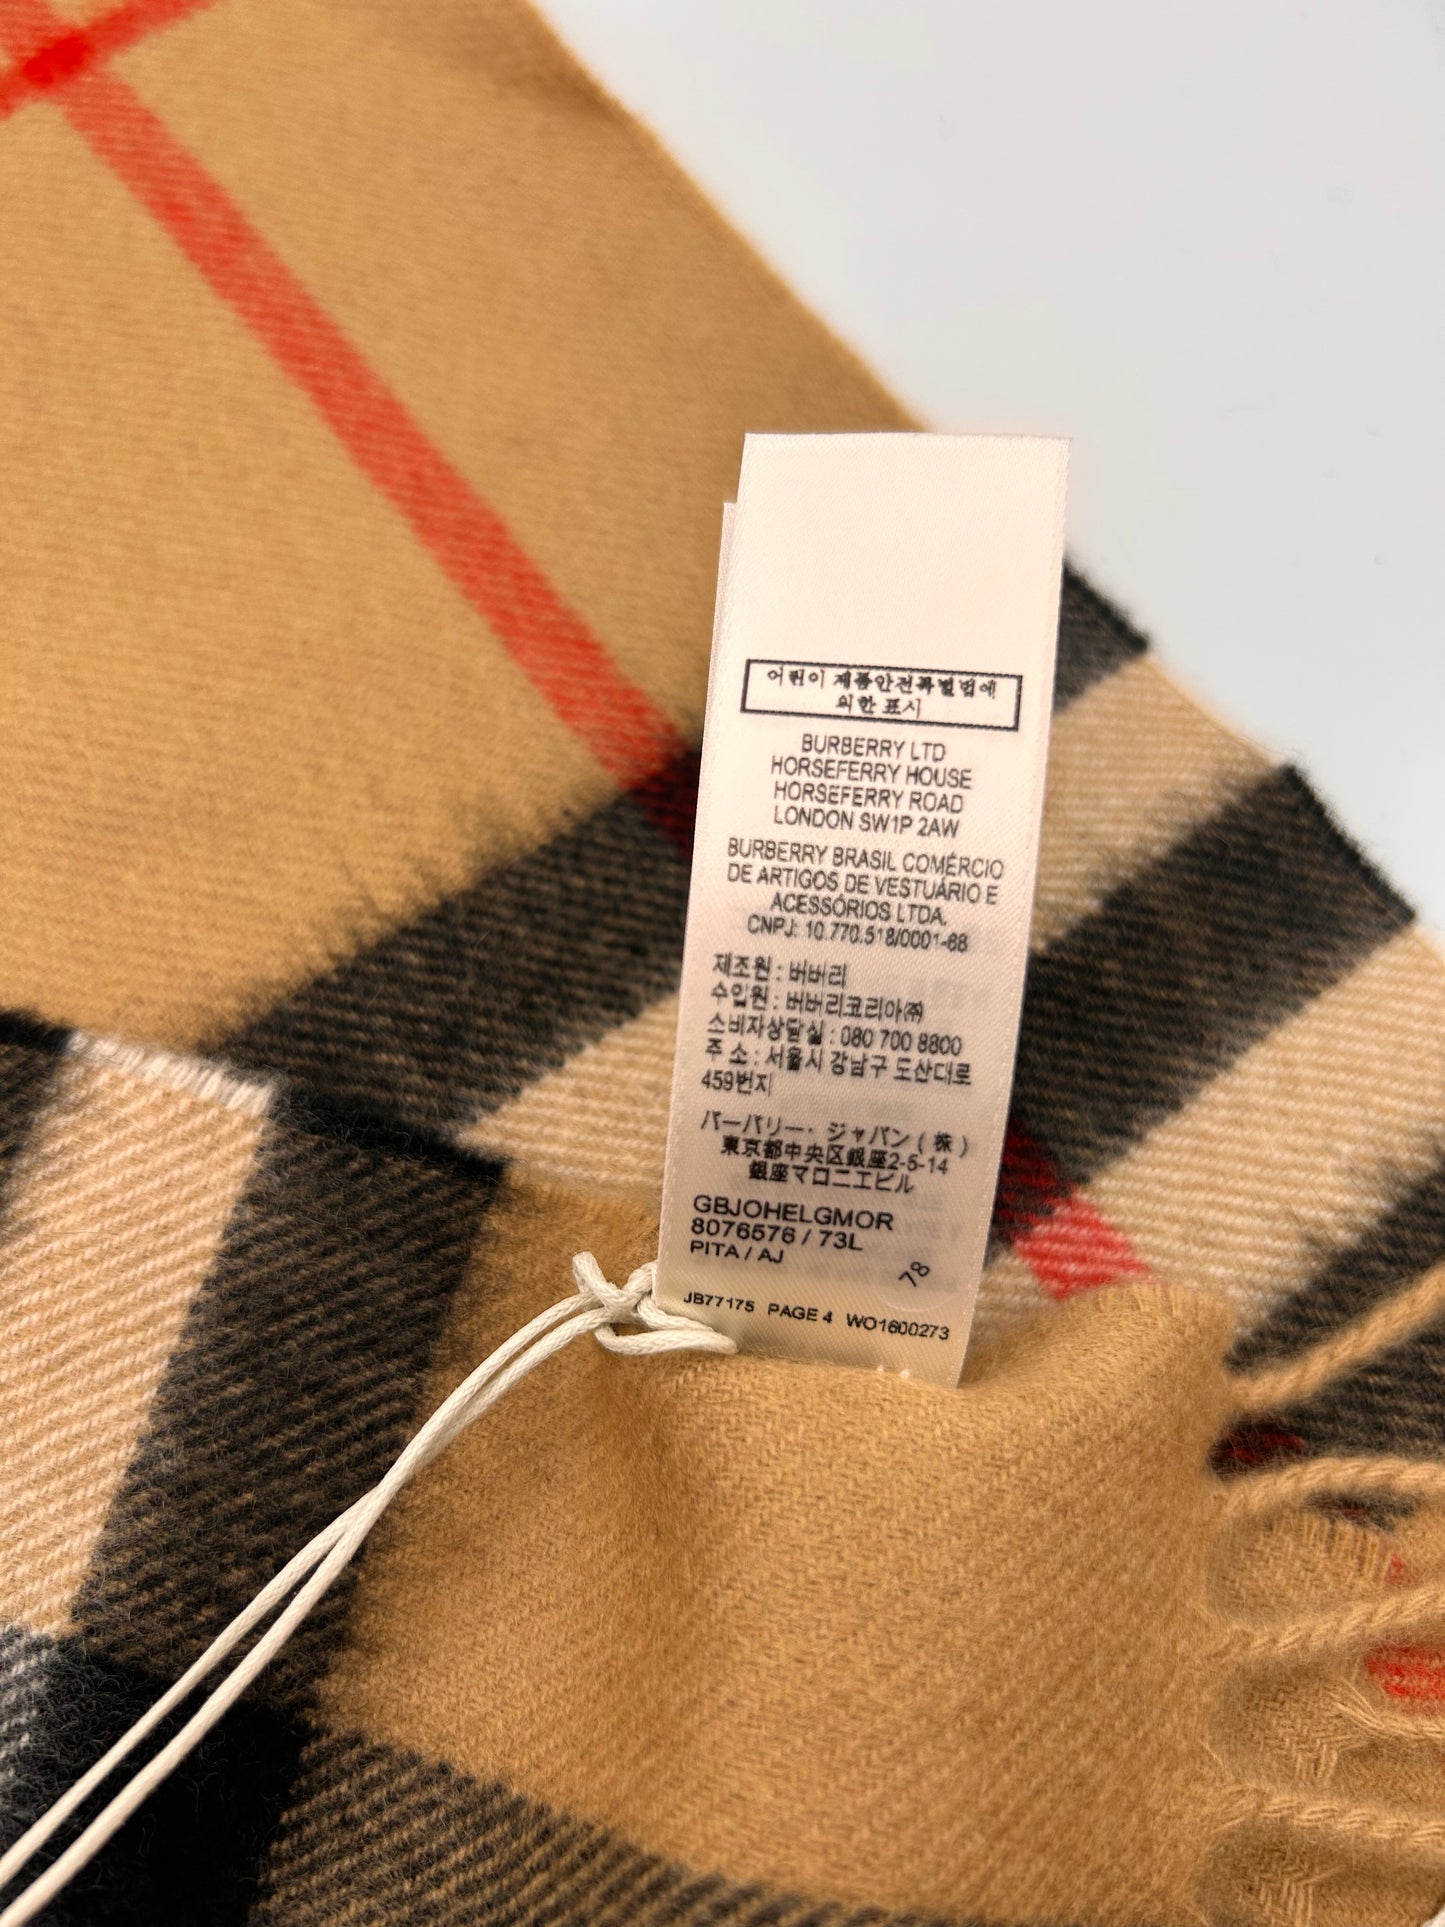 어린이 제품안전특별법에
의한 표시
BURBERRY LTD
HORSEFERRY HOUSE
HORSEFERRY ROAD
LONDON SW1P 2AW
BURBERRY BRASIL COMÉRCIO
DE ARTIGOS DE VESTUÁRIO E
ACESSÓRIOS LTDA.
CNPJ: 10.770.518/0001-68
제조원 : 버버리
수입원 : 버버리코리아㈜
소비자상담실 : 080 700 8800
주 소 : 서울시 강남구 도산대로
459번지
バーバリー・ジャパン(株)
東京都中央区銀座2-5-14
銀座マロニエビル
GBJOHELGMOR
8076576 / 73L
PITA / AJ
78
JB77175 PAGE 4 WO1600273